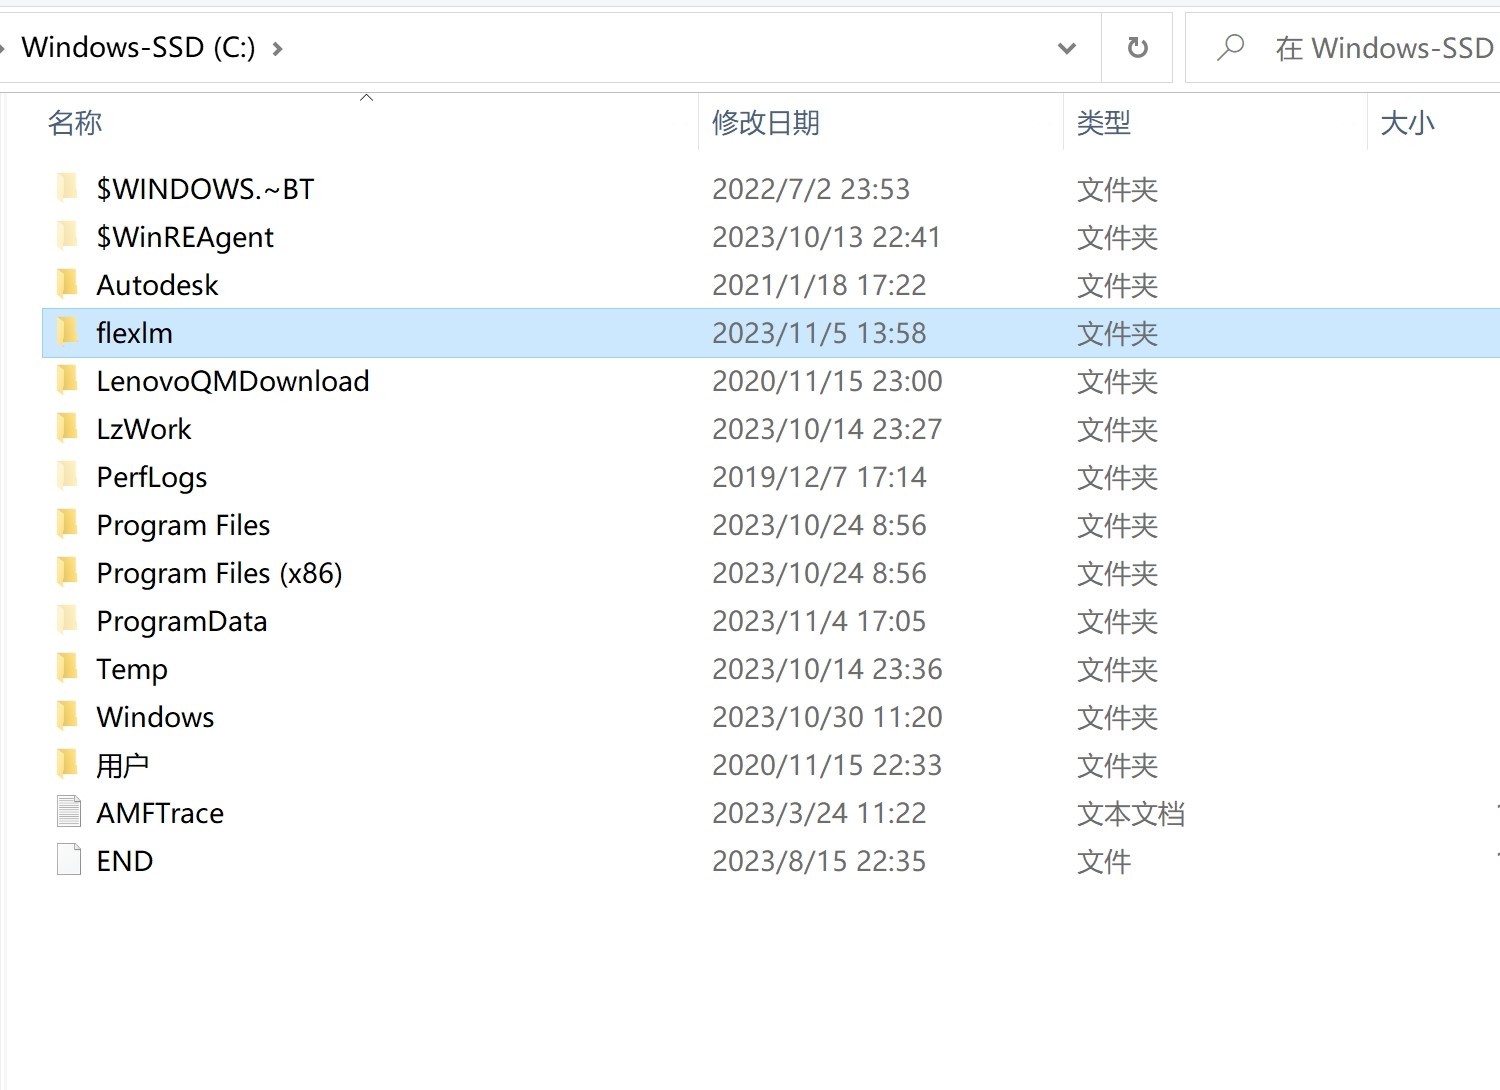 Windows-SSD (C:)
在 Windows-SSD
名称 修改日期 类型 大小
$WINDOWS.~BT 2022/7/2 23:53 文件夹
$WinREAgent 2023/10/13 22:41 文件夹
Autodesk 2021/1/18 17:22 文件夹
flexlm 2023/11/5 13:58 文件夹
LenovoQMDownload 2020/11/15 23:00 文件夹
LzWork 2023/10/14 23:27 文件夹
PerfLogs 2019/12/7 17:14 文件夹
Program Files 2023/10/24 8:56 文件夹
Program Files (x86) 2023/10/24 8:56 文件夹
ProgramData 2023/11/4 17:05 文件夹
Temp 2023/10/14 23:36 文件夹
Windows 2023/10/30 11:20 文件夹
用户 2020/11/15 22:33 文件夹
AMFTrace 2023/3/24 11:22 文本文档
END 2023/8/15 22:35 文件